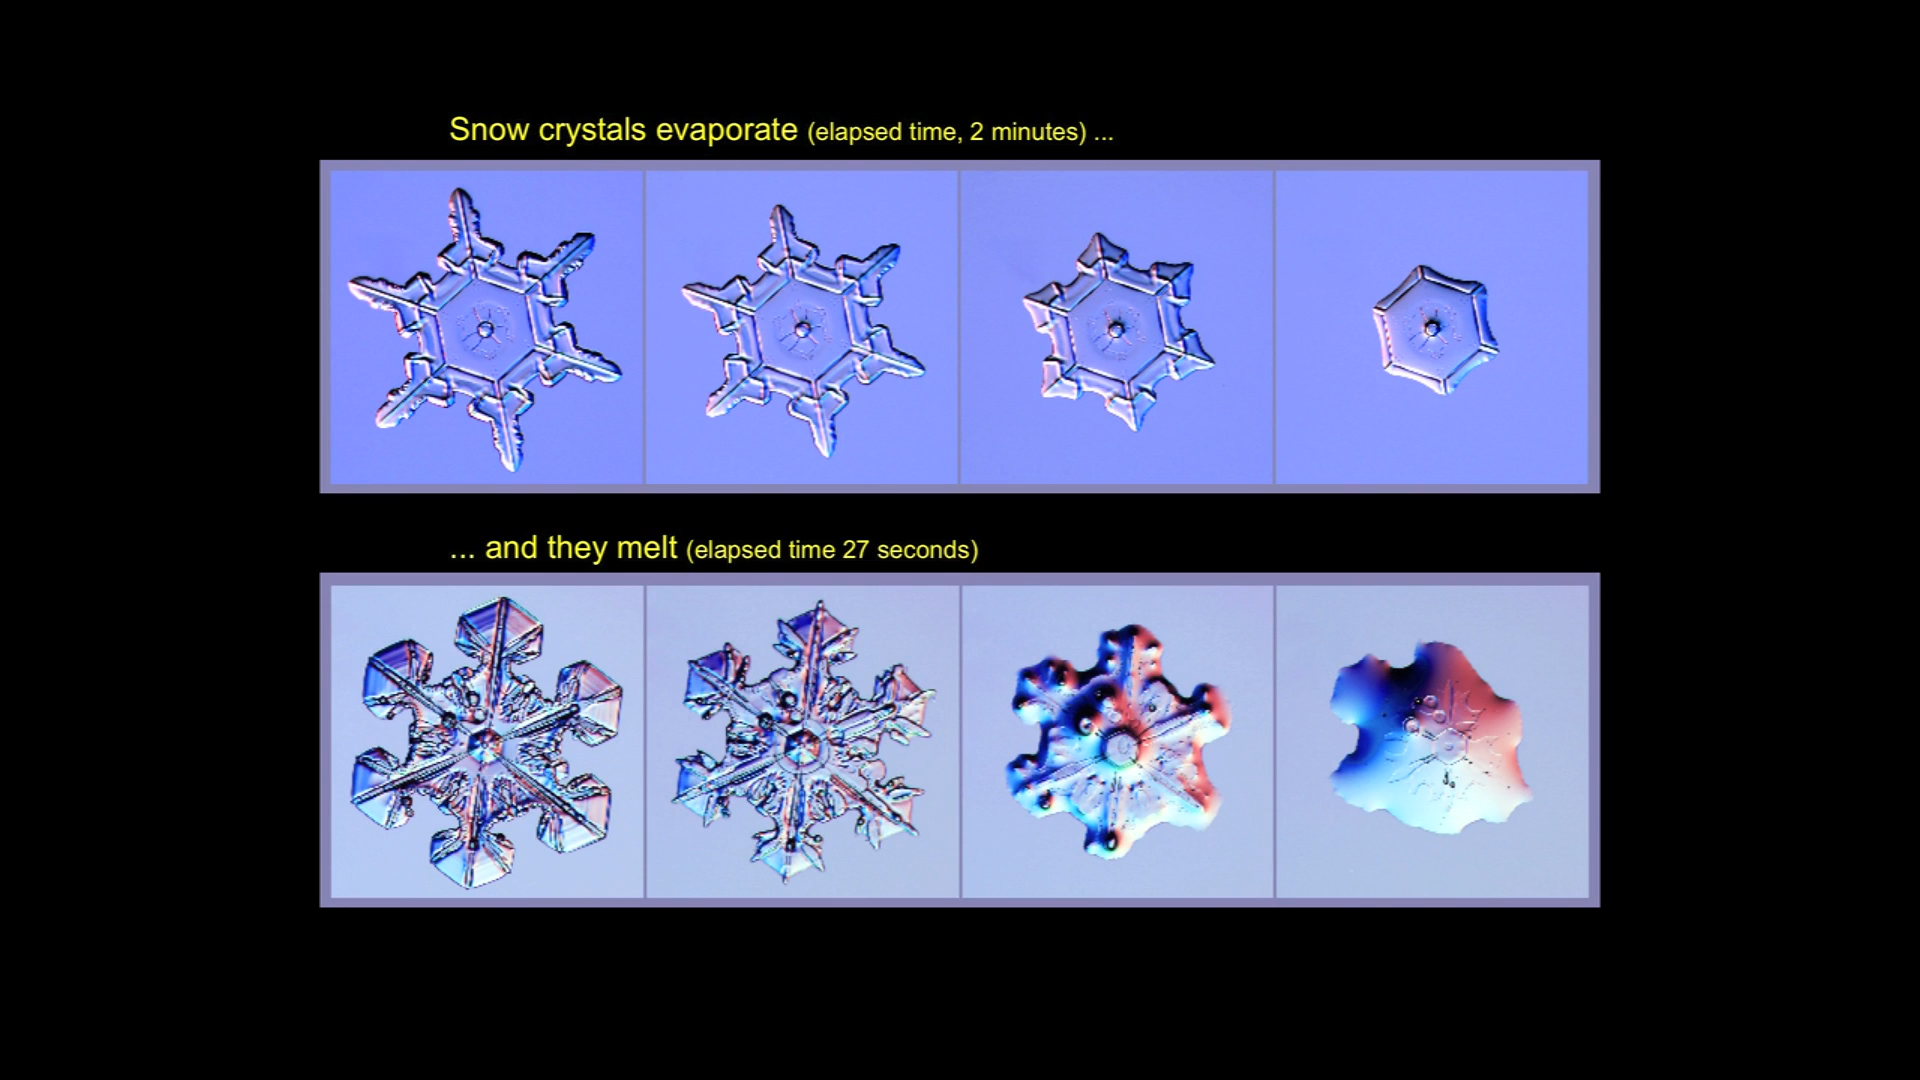 Snow crystals evaporate (elapsed time, 2 minutes) ...
... and they melt (elapsed time 27 seconds)